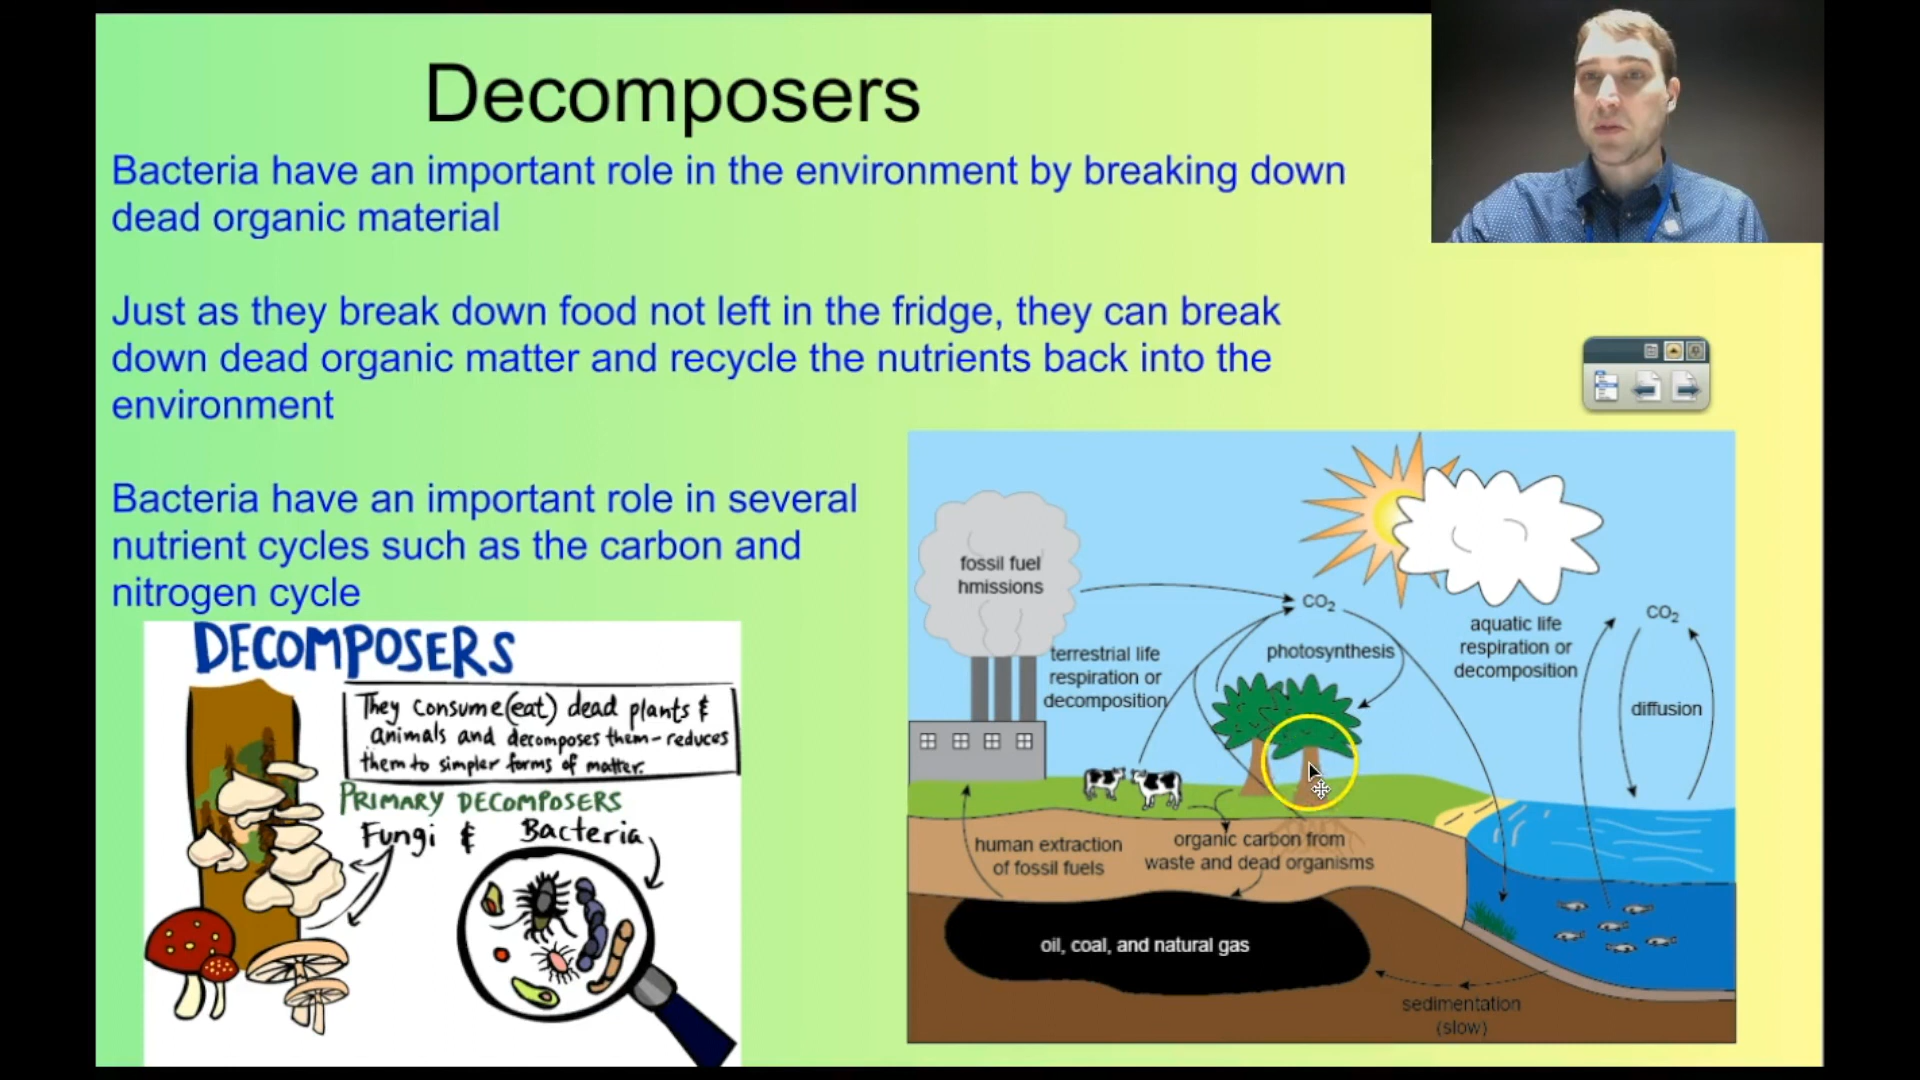 Decomposers
Bacteria have an important role in the environment by breaking down
dead organic material
Just as they break down food not left in the fridge, they can break
down dead organic matter and recycle the nutrients back into the
environment
Bacteria have an important role in several
nutrient cycles such as the carbon and
nitrogen cycle
DECOMPOSERS
They consume (eat) dead plants &
animals and decomposes them - reduces
them to simpler forms of matter.
PRIMARY DECOMPOSERS
Fungi & Bacteria
fossil fuel
hmissions
CO₂
terrestrial life
respiration or
decomposition
photosynthesis
aquatic life
respiration or
decomposition
CO₂
diffusion
human extraction
of fossil fuels
organic carbon from
waste and dead organisms
oil, coal, and natural gas
sedimentation
(slow)